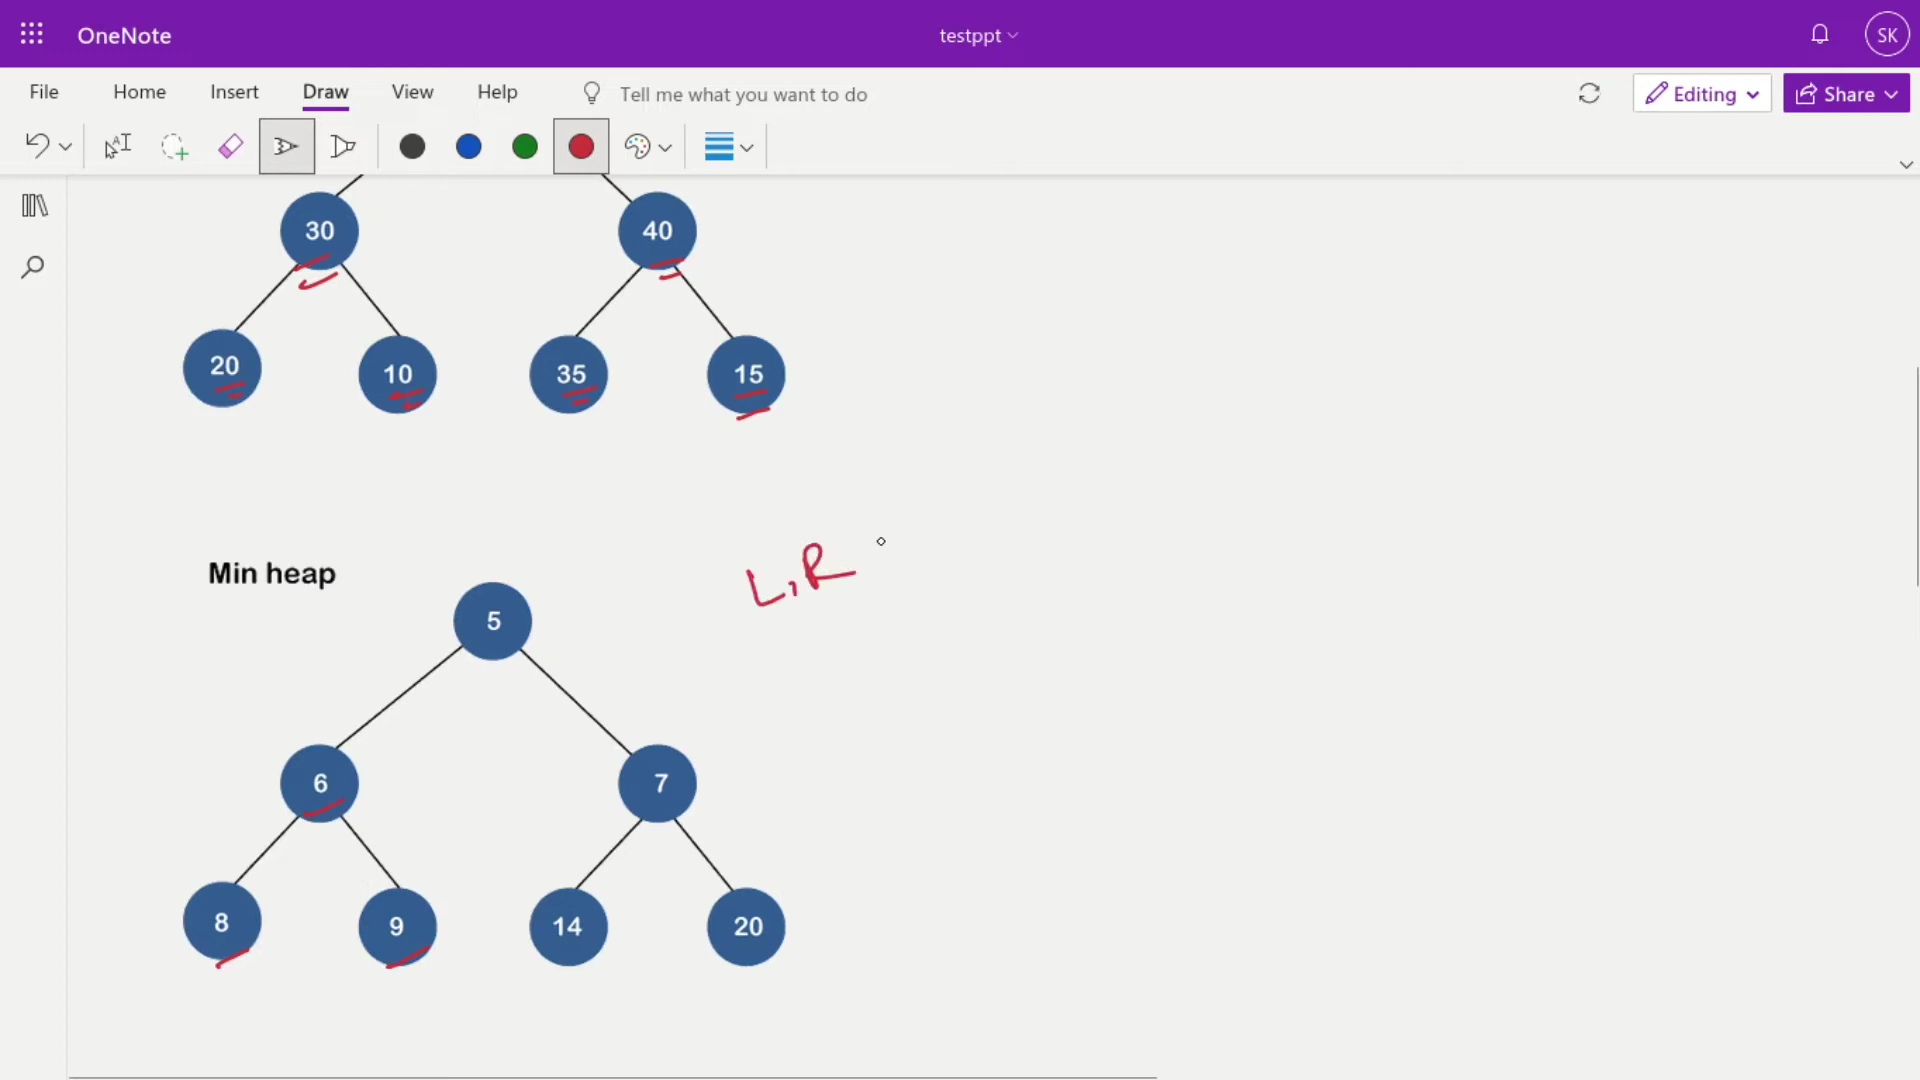 OneNote
testppt
SK
File Home Insert Draw View Help Tell me what you want to do Editing Share
30 40
20 10 35 15
L,R
Min heap
5
6 7
8 9 14 20